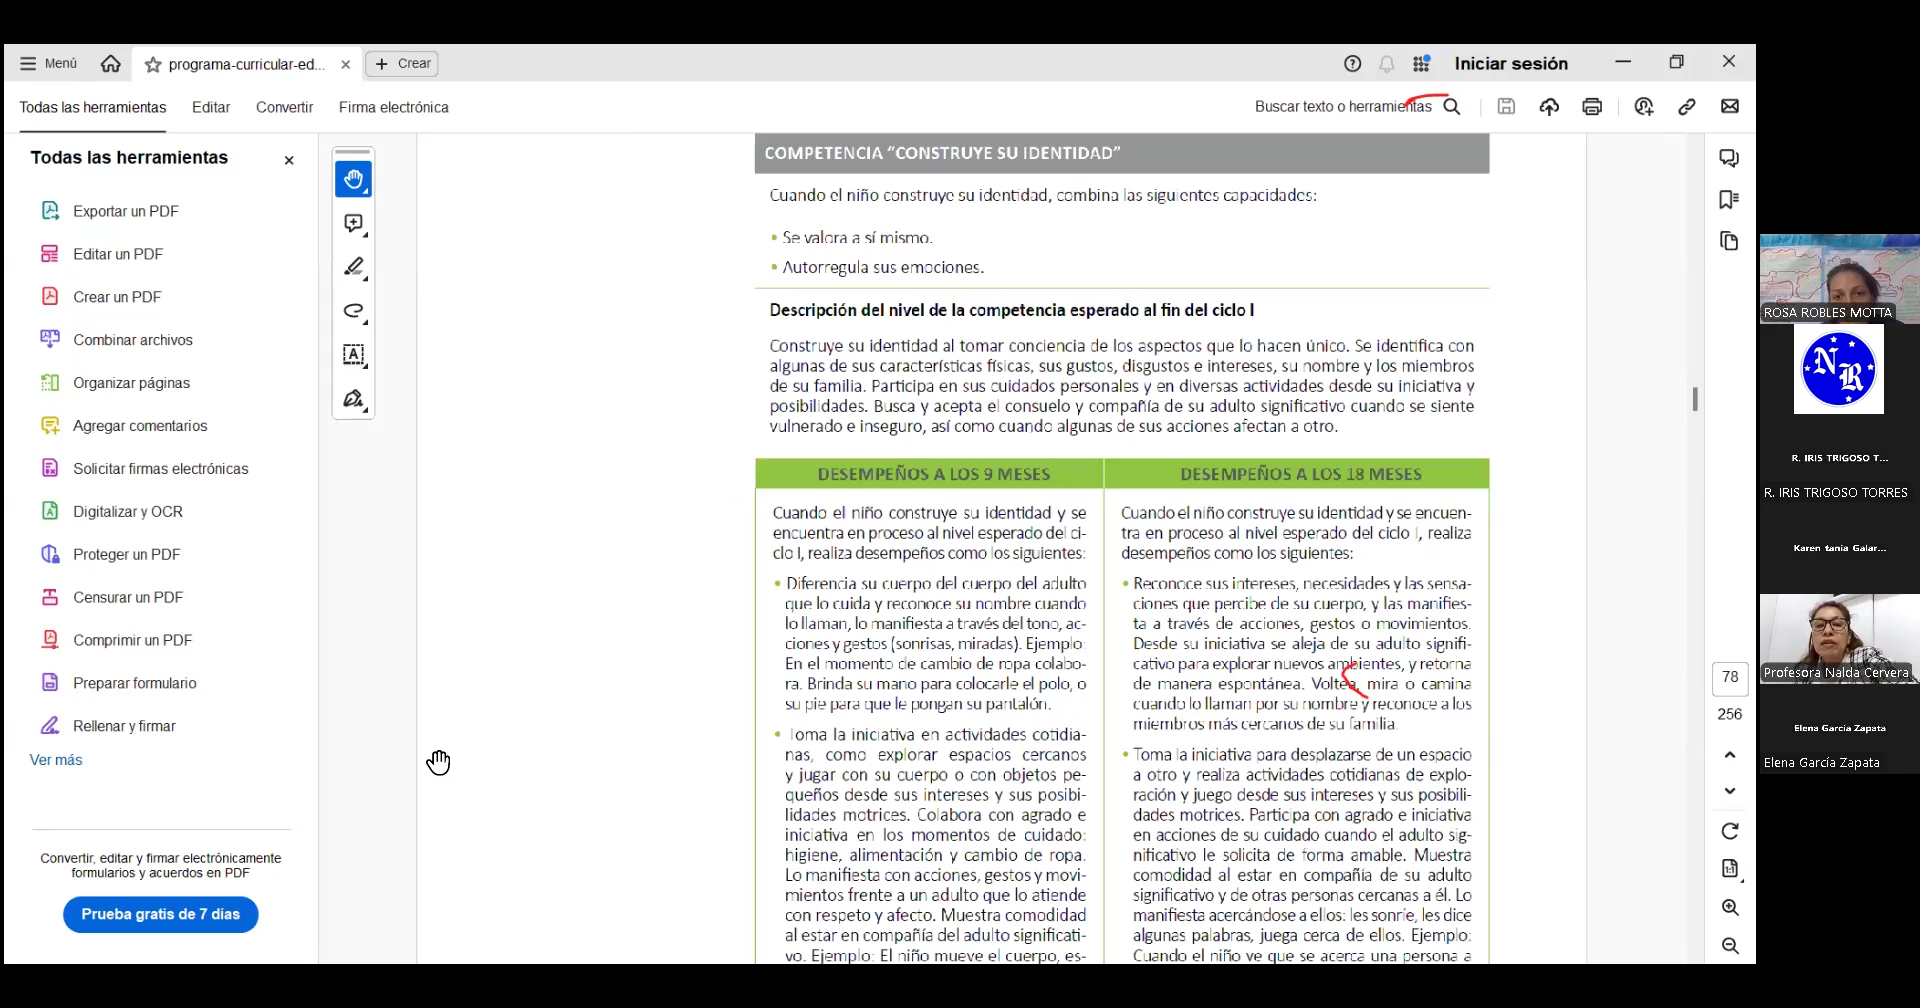 Menú
programa-curricular-ed...
Crear
Iniciar sesión
Todas las herramientas
Editar
Convertir
Firma electrónica
Buscar texto o herramientas
Todas las herramientas
Exportar un PDF
Editar un PDF
Crear un PDF
Combinar archivos
Organizar páginas
Agregar comentarios
Solicitar firmas electrónicas
Digitalizar y OCR
Proteger un PDF
Censurar un PDF
Comprimir un PDF
Preparar formulario
Rellenar y firmar
Ver más
Convertir, editar y firmar electrónicamente
formularios y acuerdos en PDF
Prueba gratis de 7 días
COMPETENCIA “CONSTRUYE SU IDENTIDAD”
Cuando el niño construye su identidad, combina las siguientes capacidades:
• Se valora a sí mismo.
• Autorregula sus emociones.
Descripción del nivel de la competencia esperado al fin del ciclo I
Construye su identidad al tomar conciencia de los aspectos que lo hacen único. Se identifica con
algunas de sus características físicas, sus gustos, disgustos e intereses, su nombre y los miembros
de su familia. Participa en sus cuidados personales y en diversas actividades desde su iniciativa y
posibilidades. Busca y acepta el consuelo y compañía de su adulto significativo cuando se siente
vulnerado e inseguro, así como cuando algunas de sus acciones afectan a otro.
DESEMPEÑOS A LOS 9 MESES
Cuando el niño construye su identidad y se
encuentra en proceso al nivel esperado del ci-
clo I, realiza desempeños como los siguientes:
• Diferencia su cuerpo del cuerpo del adulto
que lo cuida y reconoce su nombre cuando
lo llaman, lo manifiesta a través del tono, ac-
ciones y gestos (sonrisas, miradas). Ejemplo:
En el momento de cambio de ropa colabo-
ra. Brinda su mano para colocarle el polo, o
su pie para que le pongan su pantalón.
• Toma la iniciativa en actividades cotidia-
nas, como explorar espacios cercanos
y jugar con su cuerpo o con objetos pe-
queños desde sus intereses y sus posibi-
lidades motrices. Colabora con agrado e
iniciativa en los momentos de cuidado:
higiene, alimentación y cambio de ropa.
Lo manifiesta con acciones, gestos y movi-
mientos frente a un adulto que lo atiende
con respeto y afecto. Muestra comodidad
al estar en compañía del adulto significati-
vo. Ejemplo: El niño mueve el cuerpo, es-
DESEMPEÑOS A LOS 18 MESES
Cuando el niño construye su identidad y se encuen-
tra en proceso al nivel esperado del ciclo I, realiza
desempeños como los siguientes:
• Reconoce sus intereses, necesidades y las sensa-
ciones que percibe de su cuerpo, y las manifies-
ta a través de acciones, gestos o movimientos.
Desde su iniciativa se aleja de su adulto signifi-
cativo para explorar nuevos ambientes, y retorna
de manera espontánea. Voltea, mira o camina
cuando lo llaman por su nombre y reconoce a los
miembros más cercanos de su familia.
• Toma la iniciativa para desplazarse de un espacio
a otro y realiza actividades cotidianas de explo-
ración y juego desde sus intereses y sus posibili-
dades motrices. Participa con agrado e iniciativa
en acciones de su cuidado cuando el adulto sig-
nificativo le solicita de forma amable. Muestra
comodidad al estar en compañía de su adulto
significativo y de otras personas cercanas a él. Lo
manifiesta acercándose a ellos: les sonríe, les dice
algunas palabras, juega cerca de ellos. Ejemplo:
Cuando el niño ve que se acerca una persona a
78
256
ROSA ROBLES MOTTA
NR
R. IRIS TRIGOSO T...
R. IRIS TRIGOSO TORRES
Karen tania Galar...
Profesora Nalda Cervera
Elena García Zapata
Elena García Zapata